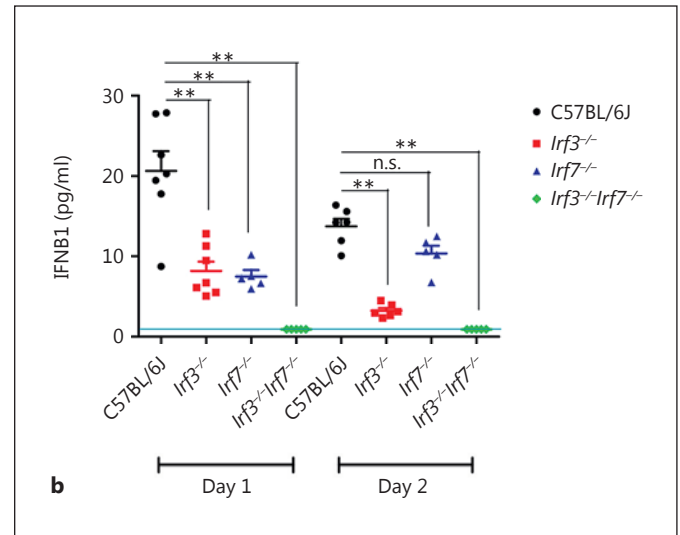 **
**
**
**
n.s.
**
30
20
10
0
IFNB1 (pg/ml)
C57BL/6J
Irf3–/–
Irf7–/–
Irf3–/–Irf7–/–
C57BL/6J
Irf3–/–
Irf7–/–
Irf3–/–Irf7–/–
C57BL/6J
Irf3–/–
Irf7–/–
Irf3–/–Irf7–/–
b
Day 1
Day 2